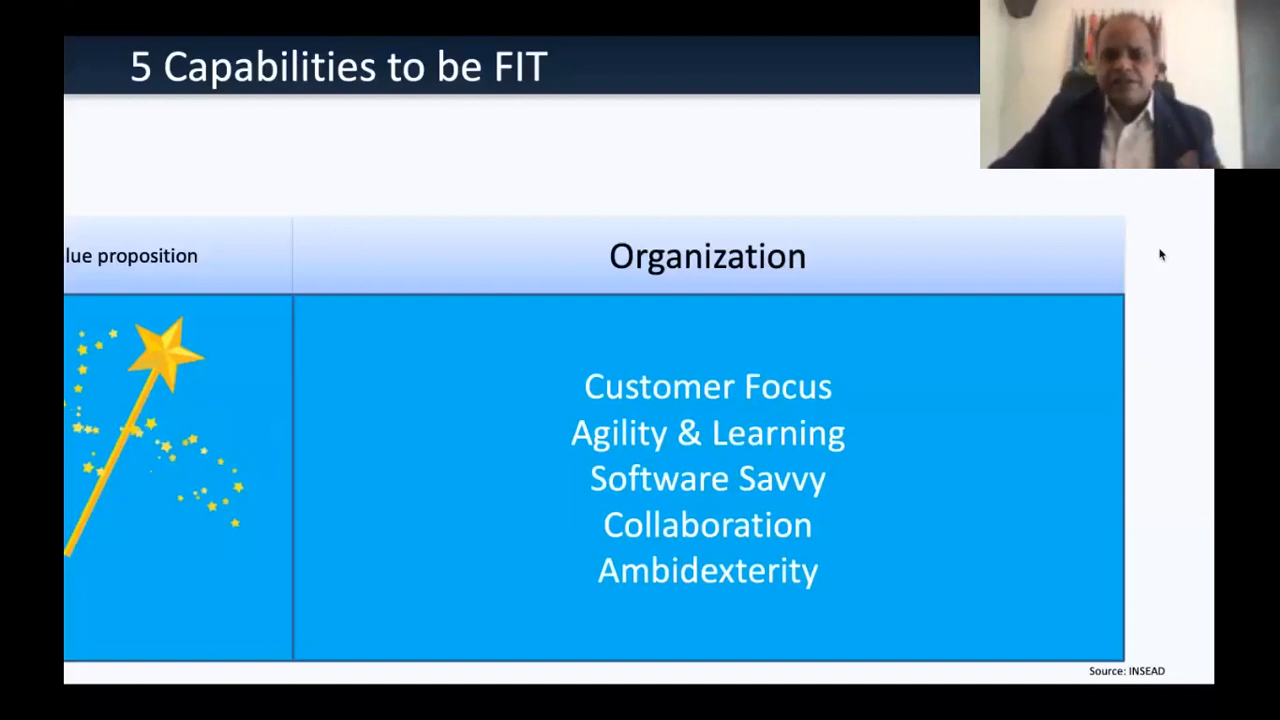 5 Capabilities to be FIT
lue proposition
Organization
Customer Focus
Agility & Learning
Software Savvy
Collaboration
Ambidexterity
Source: INSEAD